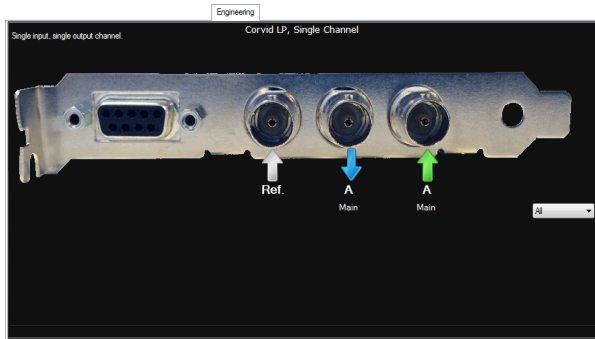 Engineering
Corvid LP, Single Channel
Single input, single output channel.
Ref. A A
Main Main
All